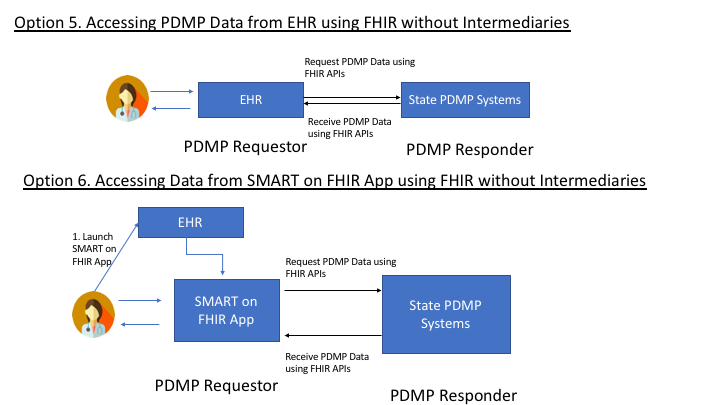 Option 5. Accessing PDMP Data from EHR using FHIR without Intermediaries
Request PDMP Data using
FHIR APIs
EHR
State PDMP Systems
Receive PDMP Data
using FHIR APIs
PDMP Requestor
PDMP Responder
Option 6. Accessing Data from SMART on FHIR App using FHIR without Intermediaries
EHR
1. Launch
SMART on
FHIR App
Request PDMP Data using
FHIR APIs
SMART on
FHIR App
State PDMP
Systems
Receive PDMP Data
using FHIR APIs
PDMP Requestor
PDMP Responder